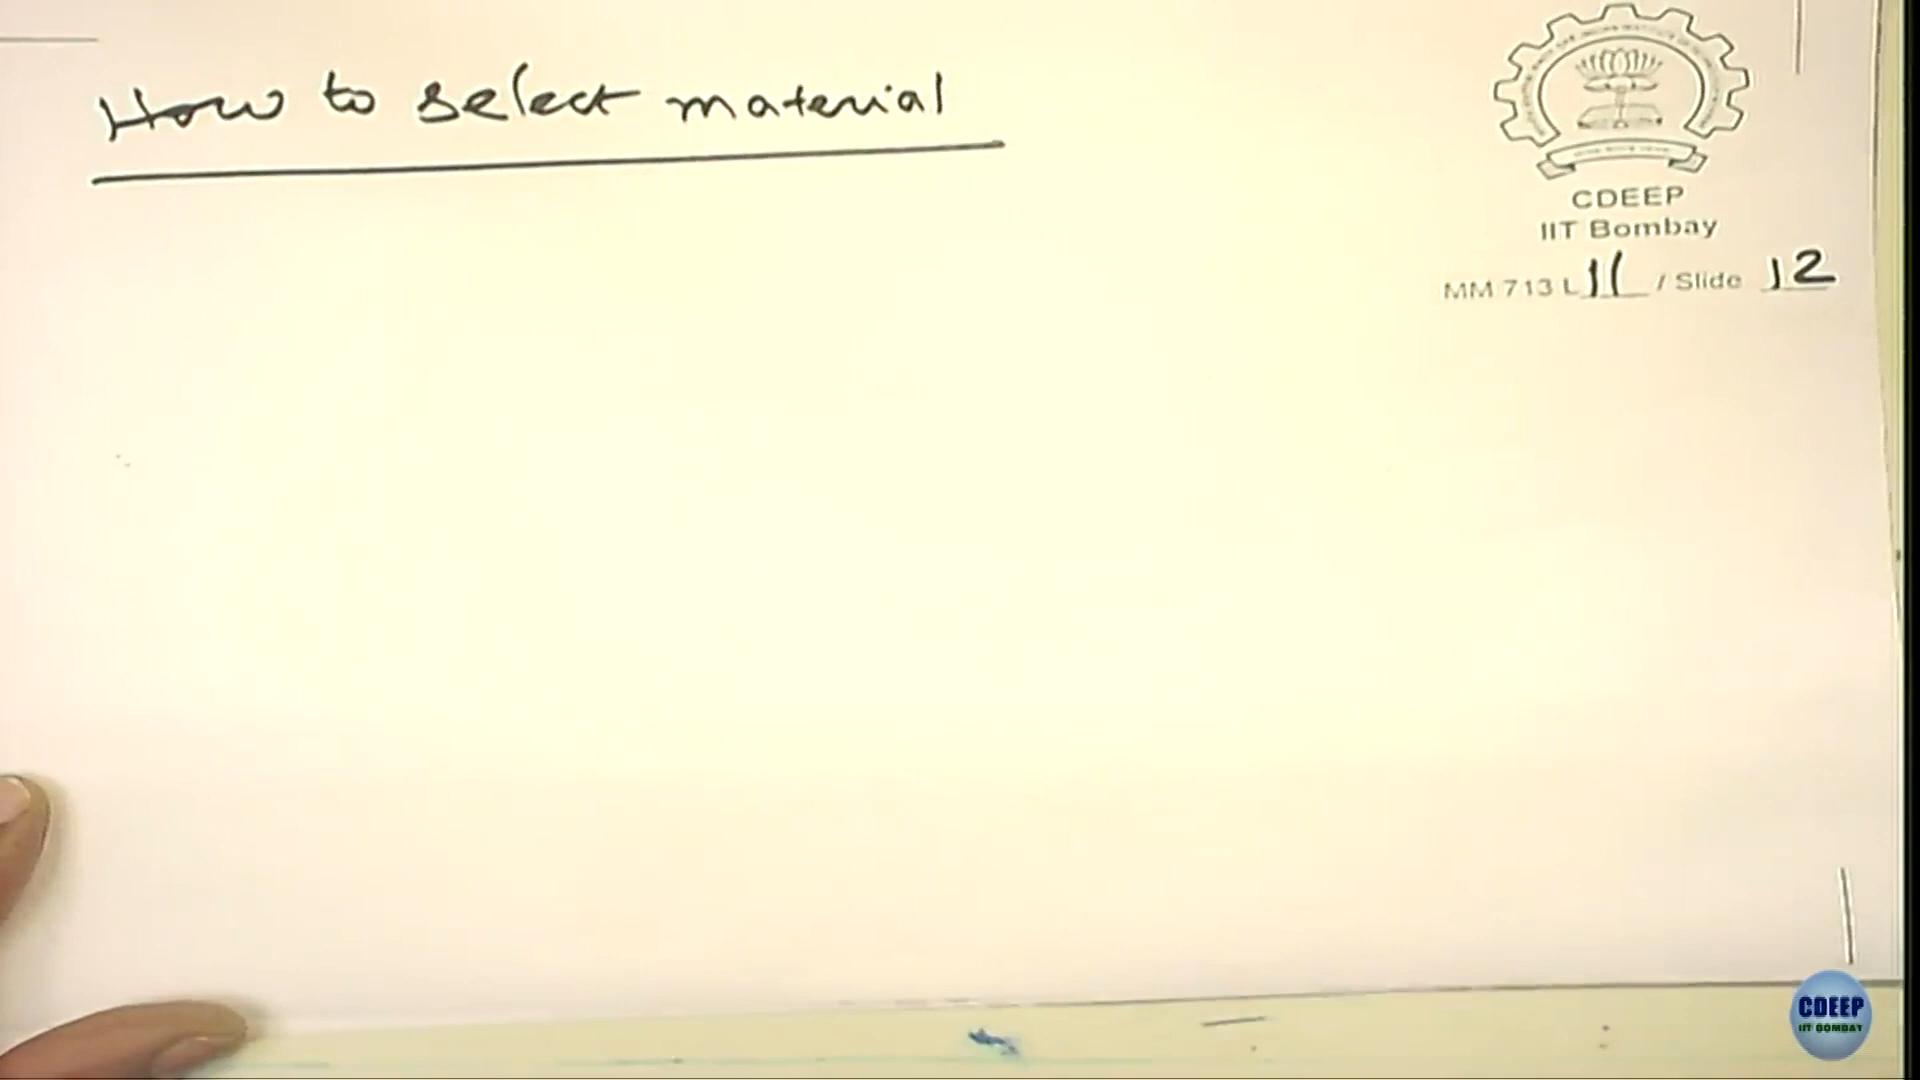 How to select material
CDEEP
IIT Bombay
MM 713 L 11 / Slide 12
CDEEP
IIT BOMBAY